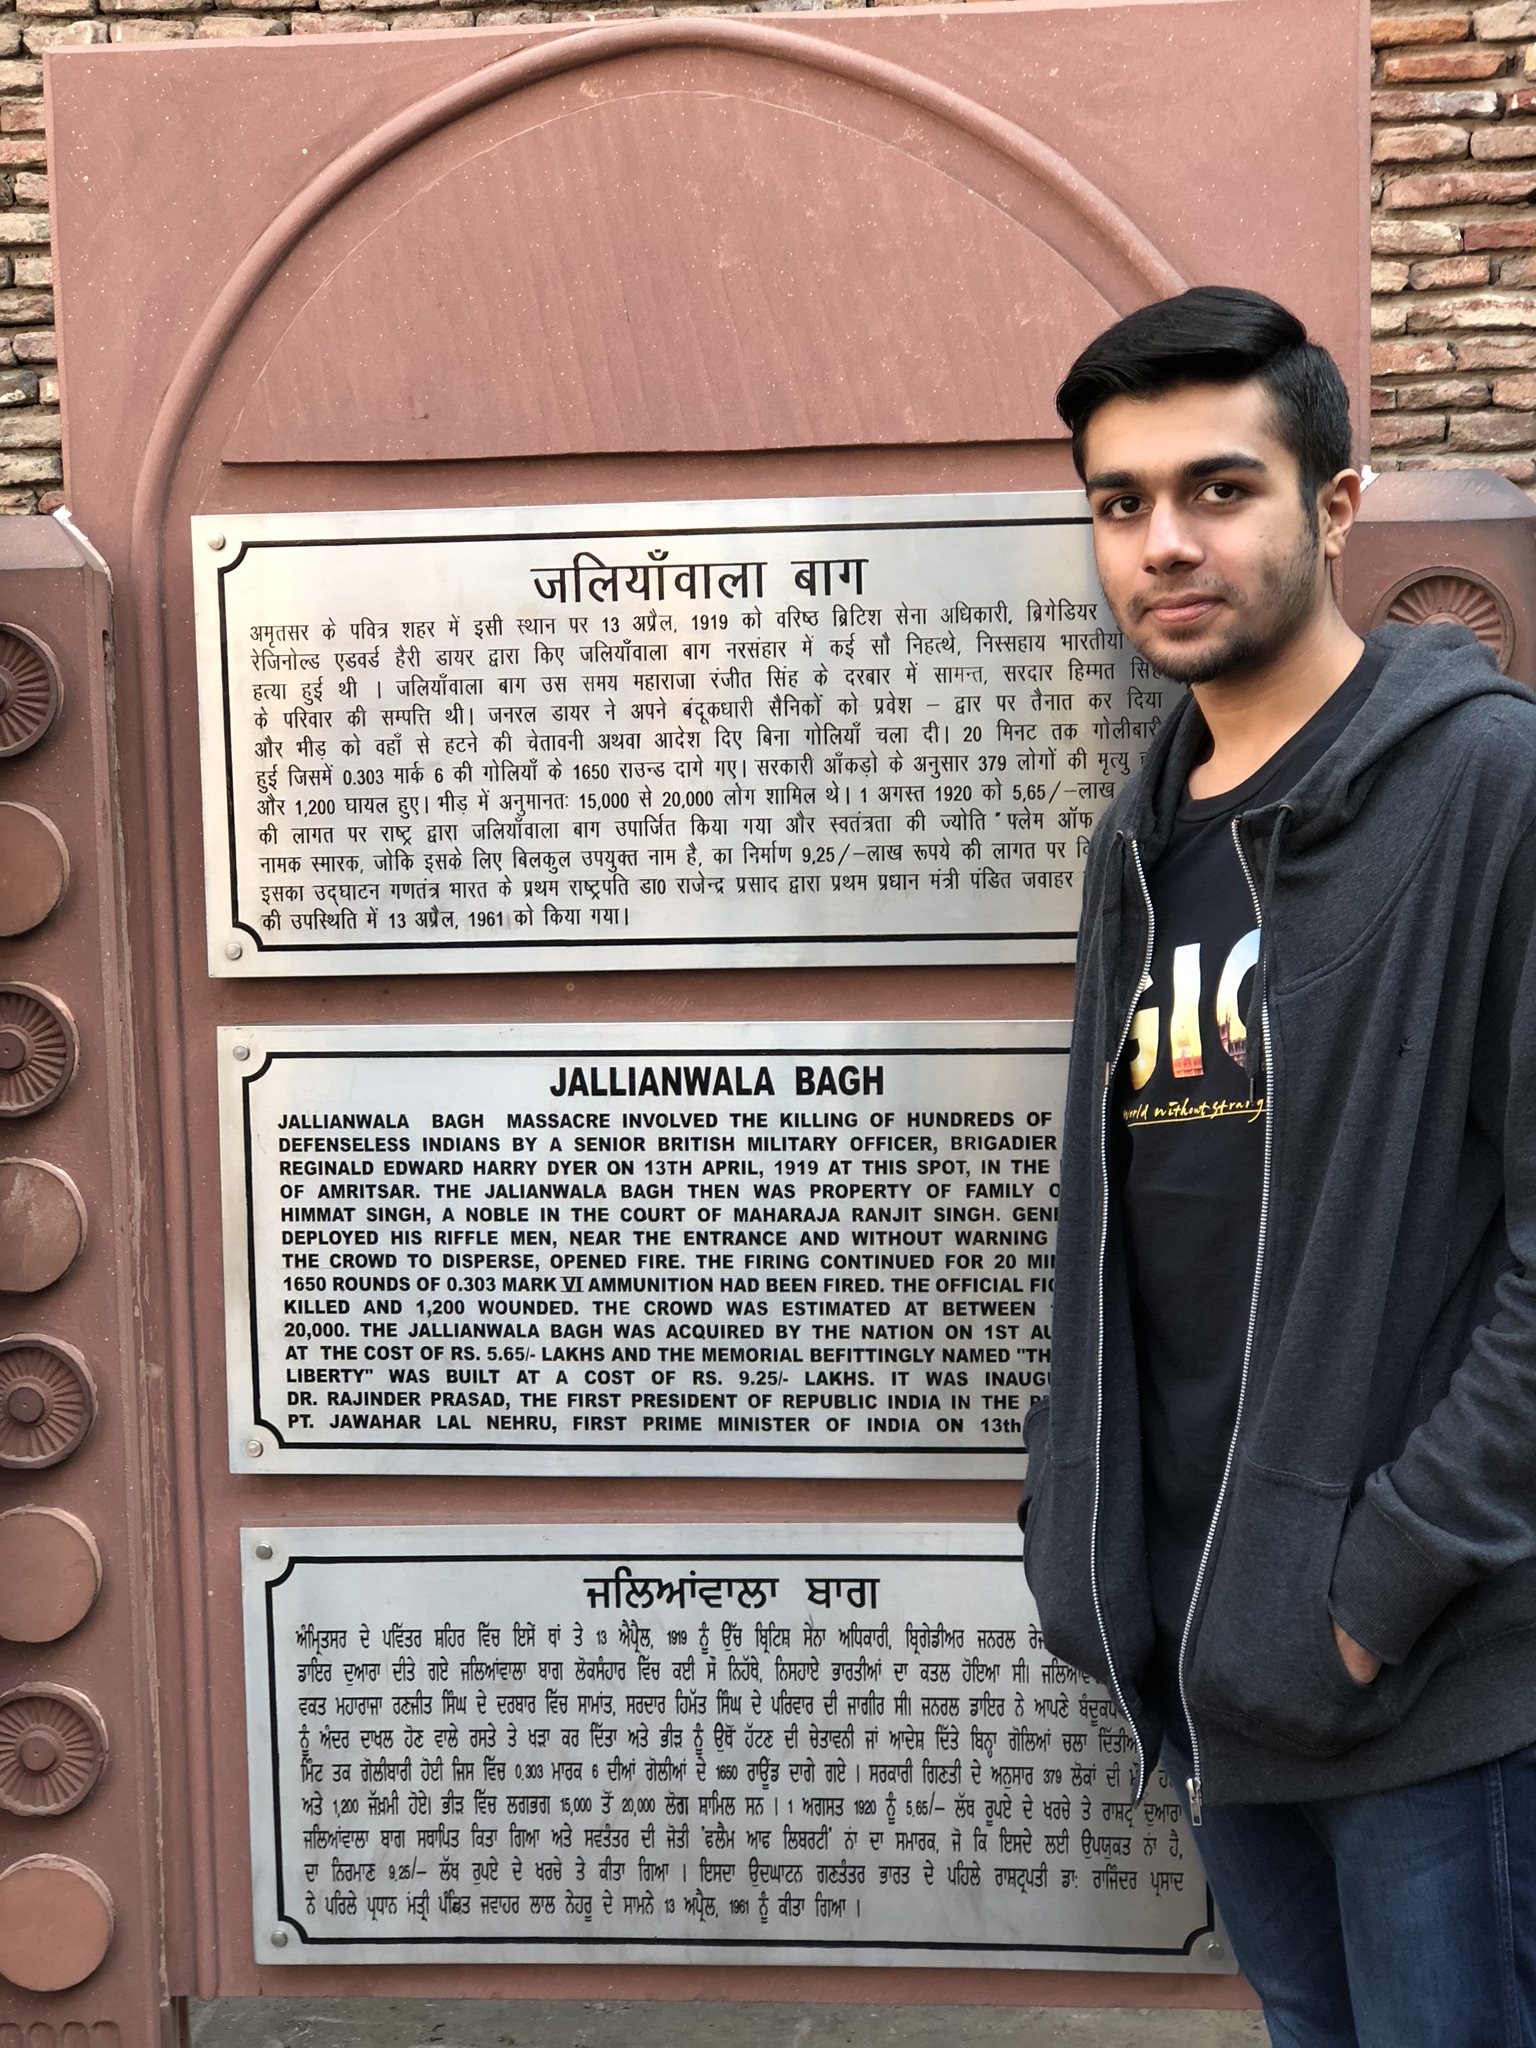 जलियाँवाला बाग
अमृतसर के पवित्र शहर में इसी स्थान पर 13 अप्रैल, 1919 को वरिष्ठ ब्रिटिश सेना अधिकारी, ब्रिगेडियर
रेजिनोल्ड एडवर्ड हैरी डायर द्वारा किए जलियाँवाला बाग नरसंहार में कई सौ निहत्थे, निस्सहाय भारतीयों
हत्या हुई थी । जलियाँवाला बाग उस समय महाराजा रंजीत सिंह के दरबार में सामन्त, सरदार हिम्मत सिंह
के परिवार की सम्पत्ति थी। जनरल डायर ने अपने बंदूकधारी सैनिकों को प्रवेश – द्वार पर तैनात कर दिया
और भीड़ को वहाँ से हटने की चेतावनी अथवा आदेश दिए बिना गोलियाँ चला दी। 20 मिनट तक गोलीबारी
हुई जिसमें 0.303 मार्क 6 की गोलियाँ के 1650 राउन्ड दागे गए। सरकारी आँकड़ो के अनुसार 379 लोगों की मृत्यु
और 1,200 घायल हुए। भीड़ में अनुमानतः 15,000 से 20,000 लोग शामिल थे। 1 अगस्त 1920 को 5,65/–लाख
की लागत पर राष्ट्र द्वारा जलियाँवाला बाग उपार्जित किया गया और स्वतंत्रता की ज्योति " फ्लेम ऑफ
नामक स्मारक, जोकि इसके लिए बिलकुल उपयुक्त नाम है, का निर्माण 9,25/–लाख रूपये की लागत पर
इसका उद्घाटन गणतंत्र भारत के प्रथम राष्ट्रपति डा0 राजेन्द्र प्रसाद द्वारा प्रथम प्रधान मंत्री पंडित जवाहर
की उपस्थिति में 13 अप्रैल, 1961 को किया गया।
JALLIANWALA BAGH
JALLIANWALA BAGH MASSACRE INVOLVED THE KILLING OF HUNDREDS OF
DEFENSELESS INDIANS BY A SENIOR BRITISH MILITARY OFFICER, BRIGADIER
REGINALD EDWARD HARRY DYER ON 13TH APRIL, 1919 AT THIS SPOT, IN THE
OF AMRITSAR. THE JALIANWALA BAGH THEN WAS PROPERTY OF FAMILY
HIMMAT SINGH, A NOBLE IN THE COURT OF MAHARAJA RANJIT SINGH.
DEPLOYED HIS RIFFLE MEN, NEAR THE ENTRANCE AND WITHOUT WARNING
THE CROWD TO DISPERSE, OPENED FIRE. THE FIRING CONTINUED FOR 20
1650 ROUNDS OF 0.303 MARK VI AMMUNITION HAD BEEN FIRED. THE OFFICIAL
KILLED AND 1,200 WOUNDED. THE CROWD WAS ESTIMATED AT BETWEEN
20,000. THE JALLIANWALA BAGH WAS ACQUIRED BY THE NATION ON 1ST
AT THE COST OF RS. 5.65/- LAKHS AND THE MEMORIAL BEFITTINGLY NAMED
LIBERTY" WAS BUILT AT A COST OF RS. 9.25/- LAKHS. IT WAS
DR. RAJINDER PRASAD, THE FIRST PRESIDENT OF REPUBLIC INDIA IN THE
PT. JAWAHAR LAL NEHRU, FIRST PRIME MINISTER OF INDIA ON 13th
ਜਲਿਆਂਵਾਲਾ ਬਾਗ
ਅੰਮ੍ਰਿਤਸਰ ਦੇ ਪਵਿੱਤਰ ਸ਼ਹਿਰ ਵਿੱਚ ਇਸੇਂ ਥਾਂ ਤੇ 13 ਐਪ੍ਰੈਲ, 1919 ਨੂੰ ਉੱਚ ਬ੍ਰਿਟਿਸ਼ ਸੇਨਾ ਅਧਿਕਾਰੀ, ਬ੍ਰਿਗੇਡੀਅਰ ਜਨਰਲ
ਡਾਇਰ ਦੁਆਰਾ ਦੀਤੇ ਗਏ ਜਲਿਆਂਵਾਲਾ ਬਾਗ ਲੋਕਸੰਹਾਰ ਵਿੱਚ ਕਈ ਸੌ ਨਿਹੱਥੇ, ਨਿਸਹਾਏ ਭਾਰਤੀਆਂ ਦਾ ਕਤਲ ਹੋਇਆ ਸੀ।
ਵਕਤ ਮਹਾਰਾਜਾ ਰਣਜੀਤ ਸਿੰਘ ਦੇ ਦਰਬਾਰ ਵਿੱਚ ਸਾਮਾਂਤ, ਸਰਦਾਰ ਹਿਮੱਤ ਸਿੰਘ ਦੇ ਪਰਿਵਾਰ ਦੀ ਜਾਗੀਰ ਸੀ। ਜਨਰਲ ਡਾਇਰ ਨੇ ਆਪਣੇ
ਨੂੰ ਅੰਦਰ ਦਾਖਲ ਹੋਣ ਵਾਲੇ ਰਸਤੇ ਤੇ ਖੜਾ ਕਰ ਦਿੱਤਾ ਅਤੇ ਭੀੜ ਨੂੰ ਉਥੋਂ ਹੱਟਣ ਦੀ ਚੇਤਾਵਨੀ ਜਾਂ ਆਦੇਸ਼ ਦਿੱਤੇ ਬਿਨ੍ਹਾ ਗੋਲਿਆਂ ਚਲਾ
ਮਿੰਟ ਤਕ ਗੋਲੀਬਾਰੀ ਹੋਈ ਜਿਸ ਵਿੱਚ 0.303 ਮਾਰਕ 6 ਦੀਆਂ ਗੋਲੀਆਂ ਦੇ 1650 ਰਾਊਂਡ ਦਾਗੇ ਗਏ । ਸਰਕਾਰੀ ਗਿਣਤੀ ਦੇ ਅਨੁਸਾਰ 379 ਲੋਕਾਂ ਦੀ
ਅਤੇ 1,200 ਜੱਖ਼ਮੀ ਹੋਏ। ਭੀੜ ਵਿੱਚ ਲਗਭਗ 15,000 ਤੋਂ 20,000 ਲੋਗ ਸ਼ਾਮਿਲ ਸਨ । 1 ਅਗਸਤ 1920 ਨੂੰ 5,65/– ਲੱਖ ਰੂਪਏ ਦੇ ਖਰਚੇ ਤੇ ਰਾਸ਼ਟ੍ਰ ਦੁਆਰਾ
ਜਲਿਆਂਵਾਲਾ ਬਾਗ ਸਥਾਪਿਤ ਕਿਤਾ ਗਿਆ ਅਤੇ ਸਵਤੰਤਰ ਦੀ ਜੋਤੀ 'ਫਲੈਮ ਆਫ ਲਿਬਰਟੀ' ਨਾਂ ਦਾ ਸਮਾਰਕ, ਜੋ ਕਿ ਇਸਦੇ ਲਈ ਉਪਯੁਕਤ ਨਾਂ ਹੈ,
ਦਾ ਨਿਰਮਾਣ 9,25/– ਲੱਖ ਰੁਪਏ ਦੇ ਖਰਚੇ ਤੇ ਕੀਤਾ ਗਿਆ । ਇਸਦਾ ਉਦਘਾਟਨ ਗਣਤੰਤਰ ਭਾਰਤ ਦੇ ਪਹਿਲੇ ਰਾਸ਼ਟ੍ਰਪਤੀ ਡਾ: ਰਾਜਿੰਦਰ ਪ੍ਰਸਾਦ
ਨੇ ਪਰਿਲੇ ਪ੍ਰਧਾਨ ਮੰਤ੍ਰੀ ਪੰਡਿਤ ਜਵਾਹਰ ਲਾਲ ਨੇਹਰੂ ਦੇ ਸਾਮਨੇ 13 ਅਪ੍ਰੈਲ, 1961 ਨੂੰ ਕੀਤਾ ਗਿਆ ।
world without